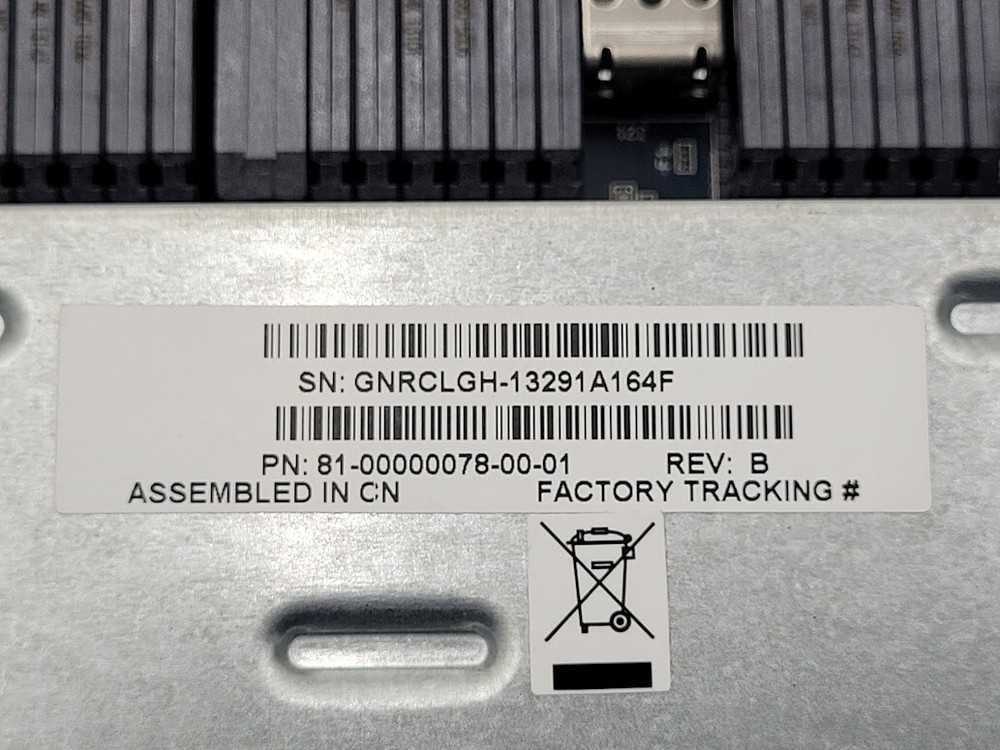 SN: GNRCLGH-13291A164F
PN: 81-00000078-00-01 REV: B
ASSEMBLED IN CN FACTORY TRACKING #